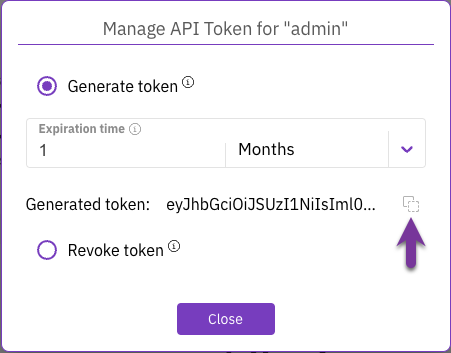 Manage API Token for "admin"
Generate token
Expiration time
1 Months
Generated token: eyJhbGciOiJSUzI1NiIsIml0...
Revoke token
Close